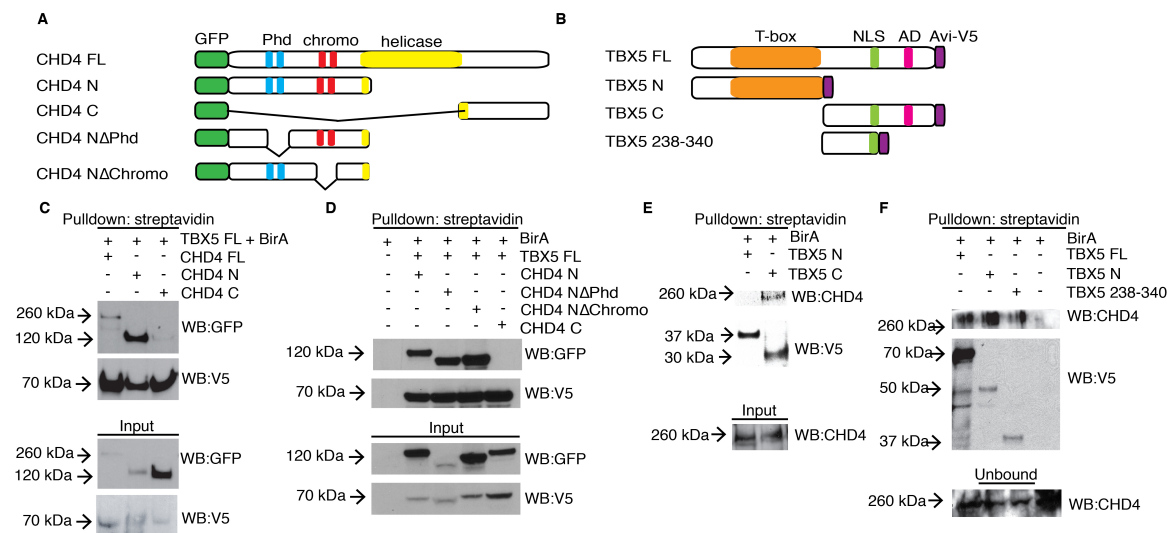 A
GFP Phd chromo helicase
CHD4 FL
CHD4 N
CHD4 C
CHD4 NΔPhd
CHD4 NΔChromo
B
T-box NLS AD Avi-V5
TBX5 FL
TBX5 N
TBX5 C
TBX5 238-340
C
Pulldown: streptavidin
+ + + TBX5 FL + BirA
+ - - CHD4 FL
- + - CHD4 N
- - + CHD4 C
260 kDa
120 kDa
WB:GFP
70 kDa
WB:V5
Input
260 kDa
120 kDa
WB:GFP
70 kDa
WB:V5
D
Pulldown: streptavidin
+ + + + + BirA
- + + + + TBX5 FL
- + - - - CHD4 N
- - + - - CHD4 NΔPhd
- - - + - CHD4 NΔChromo
- - - - + CHD4 C
120 kDa WB:GFP
70 kDa WB:V5
Input
120 kDa WB:GFP
70 kDa WB:V5
E
Pulldown: streptavidin
+ + BirA
+ - TBX5 N
- + TBX5 C
260 kDa WB:CHD4
37 kDa
30 kDa
WB:V5
Input
260 kDa WB:CHD4
F
Pulldown: streptavidin
+ + + + BirA
+ - - - TBX5 FL
- + - - TBX5 N
- - + - TBX5 238-340
260 kDa WB:CHD4
70 kDa
50 kDa
37 kDa
WB:V5
Unbound
260 kDa WB:CHD4